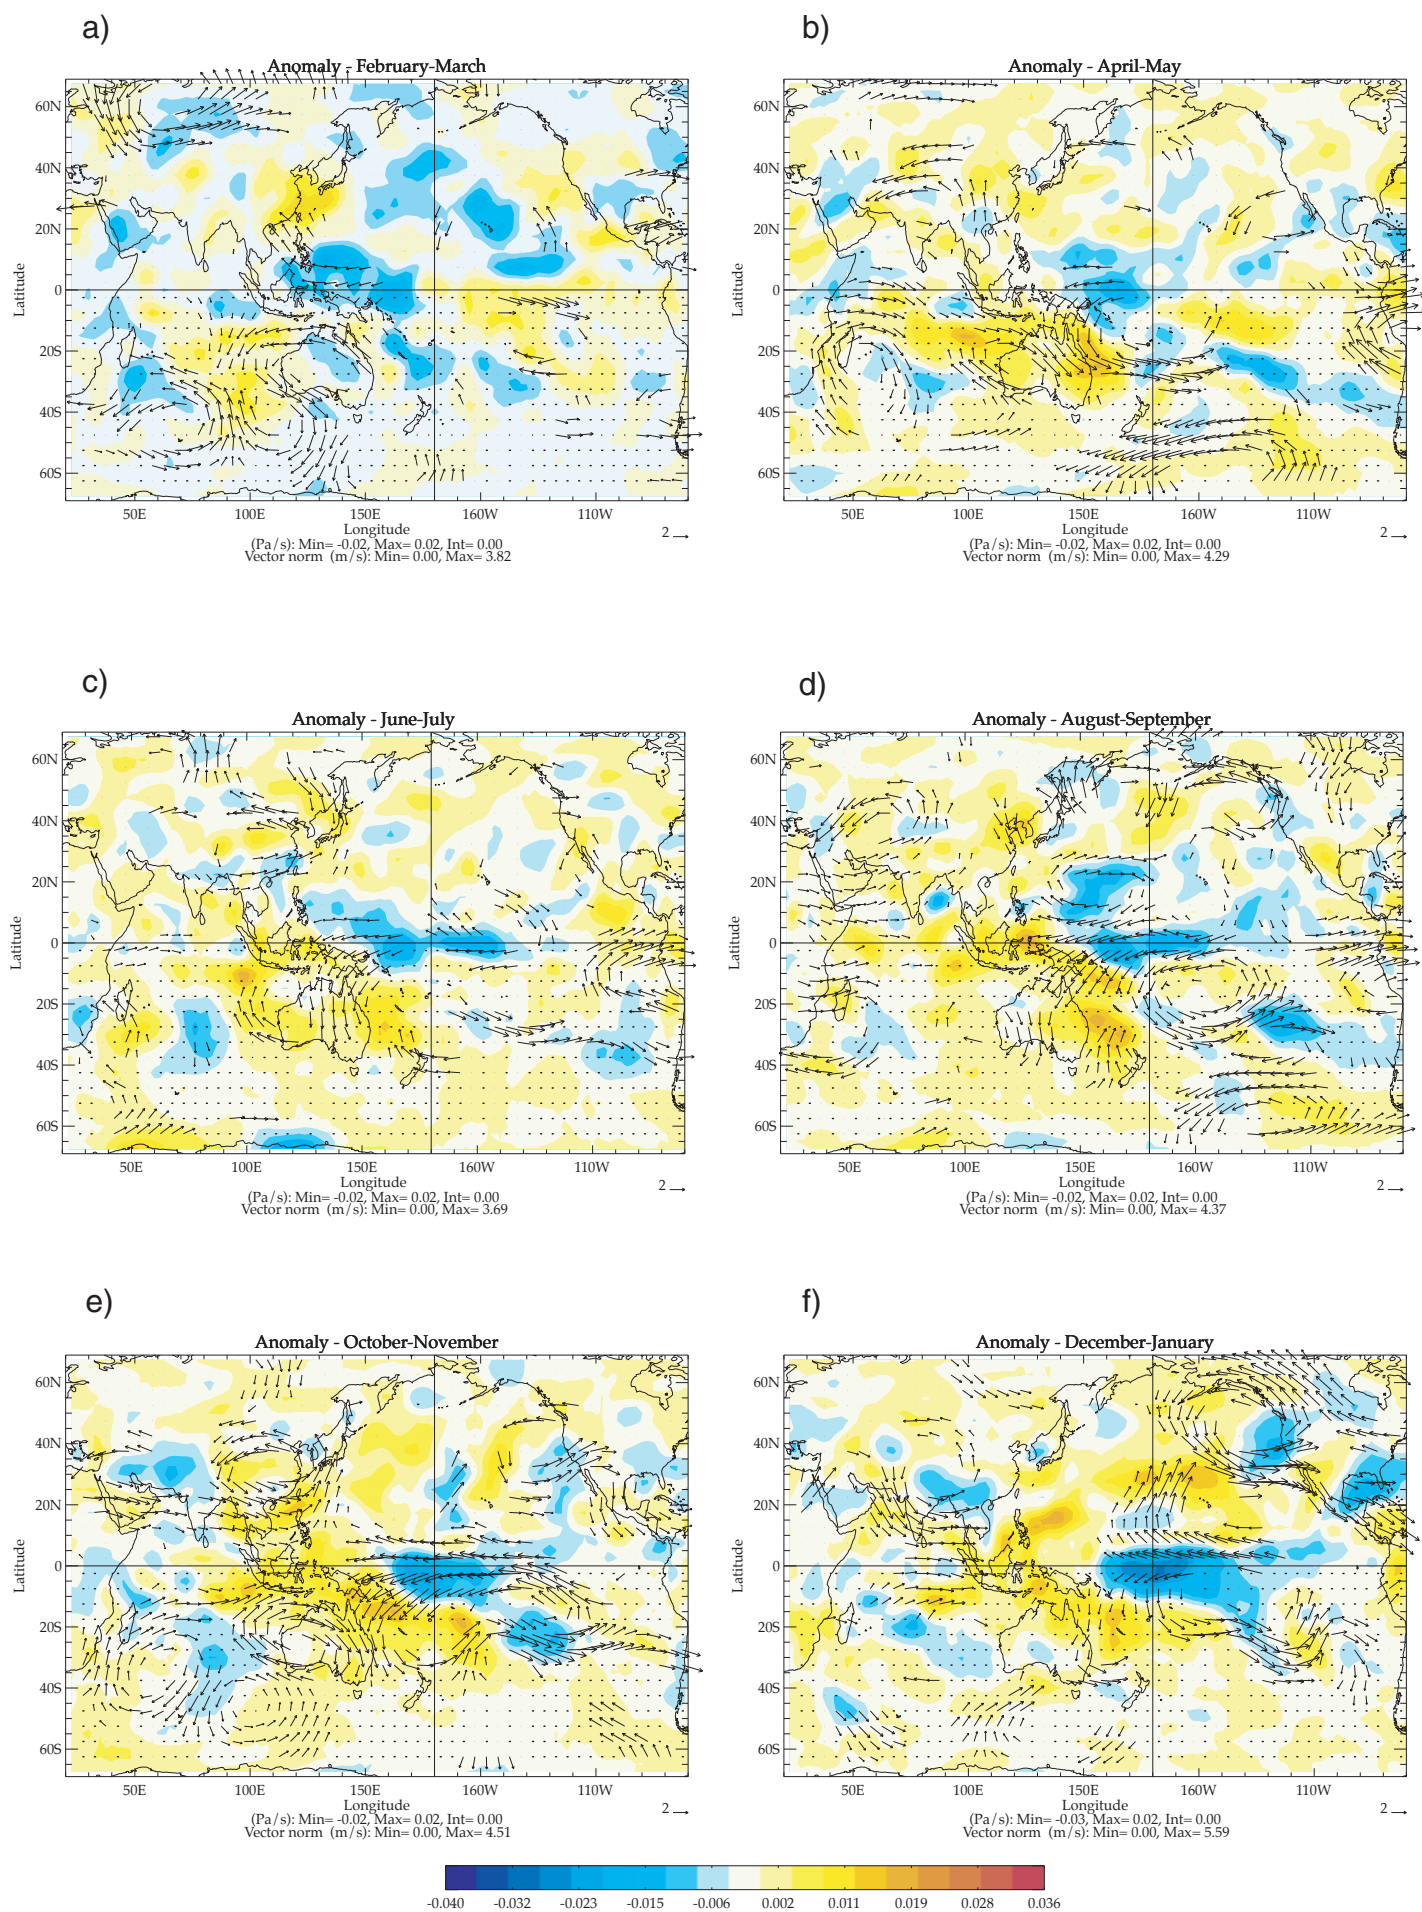 a)
Anomaly - February-March
60N
40N
20N
0
20S
40S
60S
Latitude
50E 100E 150E 160W 110W
Longitude
(Pa/s): Min= -0.02, Max= 0.02, Int= 0.00
Vector norm (m/s): Min= 0.00, Max= 3.82
2
b)
Anomaly - April-May
60N
40N
20N
0
20S
40S
60S
Latitude
50E 100E 150E 160W 110W
Longitude
(Pa/s): Min= -0.02, Max= 0.02, Int= 0.00
Vector norm (m/s): Min= 0.00, Max= 4.29
2
c)
Anomaly - June-July
60N
40N
20N
0
20S
40S
60S
Latitude
50E 100E 150E 160W 110W
Longitude
(Pa/s): Min= -0.02, Max= 0.02, Int= 0.00
Vector norm (m/s): Min= 0.00, Max= 3.69
2
d)
Anomaly - August-September
60N
40N
20N
0
20S
40S
60S
Latitude
50E 100E 150E 160W 110W
Longitude
(Pa/s): Min= -0.02, Max= 0.02, Int= 0.00
Vector norm (m/s): Min= 0.00, Max= 4.37
2
e)
Anomaly - October-November
60N
40N
20N
0
20S
40S
60S
Latitude
50E 100E 150E 160W 110W
Longitude
(Pa/s): Min= -0.02, Max= 0.02, Int= 0.00
Vector norm (m/s): Min= 0.00, Max= 4.51
2
f)
Anomaly - December-January
60N
40N
20N
0
20S
40S
60S
Latitude
50E 100E 150E 160W 110W
Longitude
(Pa/s): Min= -0.03, Max= 0.02, Int= 0.00
Vector norm (m/s): Min= 0.00, Max= 5.59
2
-0.040 -0.032 -0.023 -0.015 -0.006 0.002 0.011 0.019 0.028 0.036